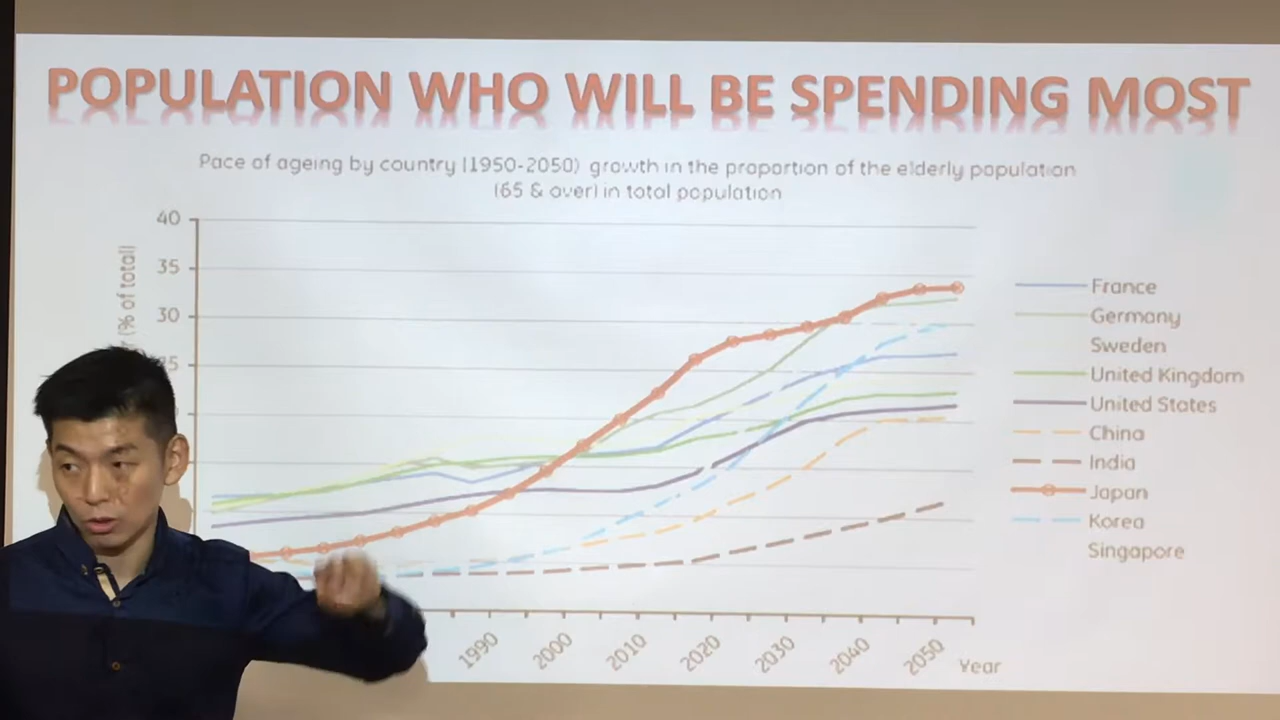 POPULATION WHO WILL BE SPENDING MOST
Pace of ageing by country (1950-2050) growth in the proportion of the elderly population
(65 & over) in total population
(% of total)
40
35
30
France
Germany
Sweden
United Kingdom
United States
China
India
Japan
Korea
Singapore
1990
2000
2010
2020
2030
2040
2050
Year